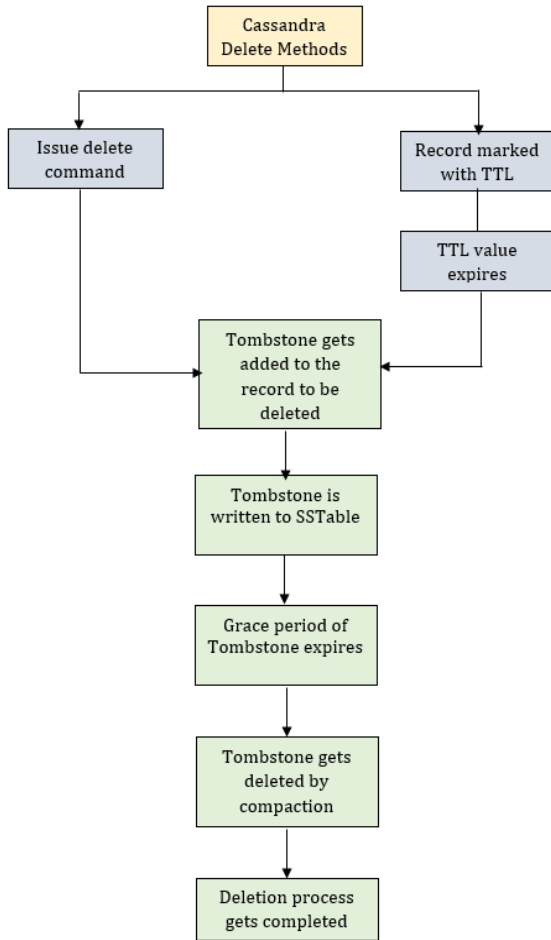 Cassandra
Delete Methods
Issue delete
command
Record marked
with TTL
TTL value
expires
Tombstone gets
added to the
record to be
deleted
Tombstone is
written to SSTable
Grace period of
Tombstone expires
Tombstone gets
deleted by
compaction
Deletion process
gets completed